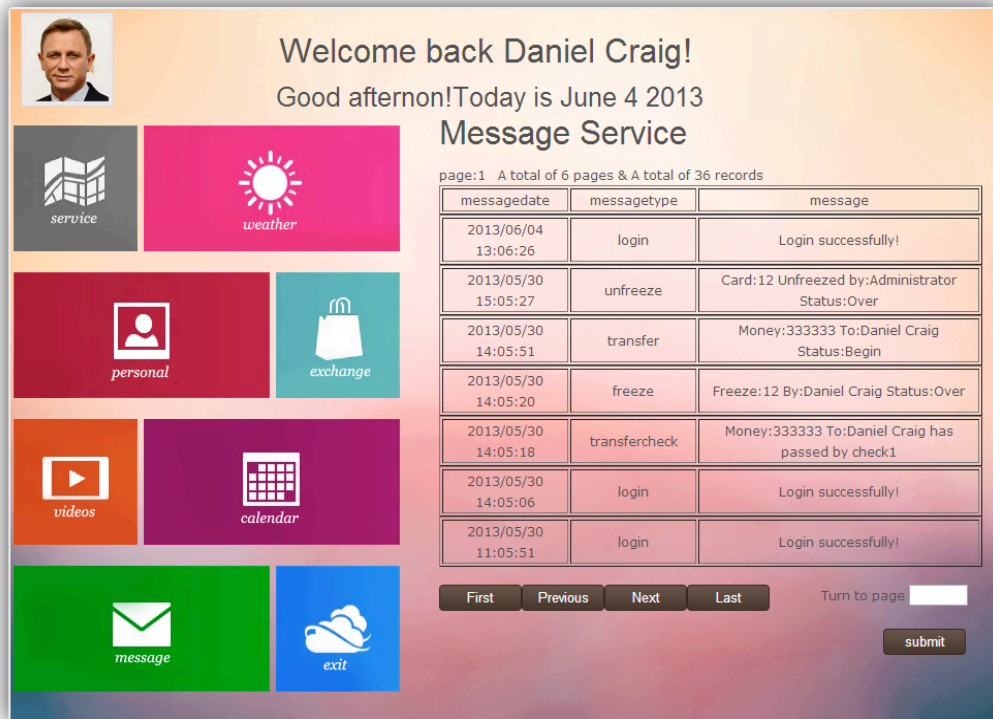 Welcome back Daniel Craig!
Good afternon!Today is June 4 2013
service
weather
personal
exchange
videos
calendar
message
exit
Message Service
page:1 A total of 6 pages & A total of 36 records
messagedate messagetype message
2013/06/04
13:06:26
login
Login successfully!
2013/05/30
15:05:27
unfreeze
Card:12 Unfreezed by:Administrator
Status:Over
2013/05/30
14:05:51
transfer
Money:333333 To:Daniel Craig
Status:Begin
2013/05/30
14:05:20
freeze
Freeze:12 By:Daniel Craig Status:Over
2013/05/30
14:05:18
transfercheck
Money:333333 To:Daniel Craig has
passed by check1
2013/05/30
14:05:06
login
Login successfully!
2013/05/30
11:05:51
login
Login successfully!
First Previous Next Last Turn to page
submit